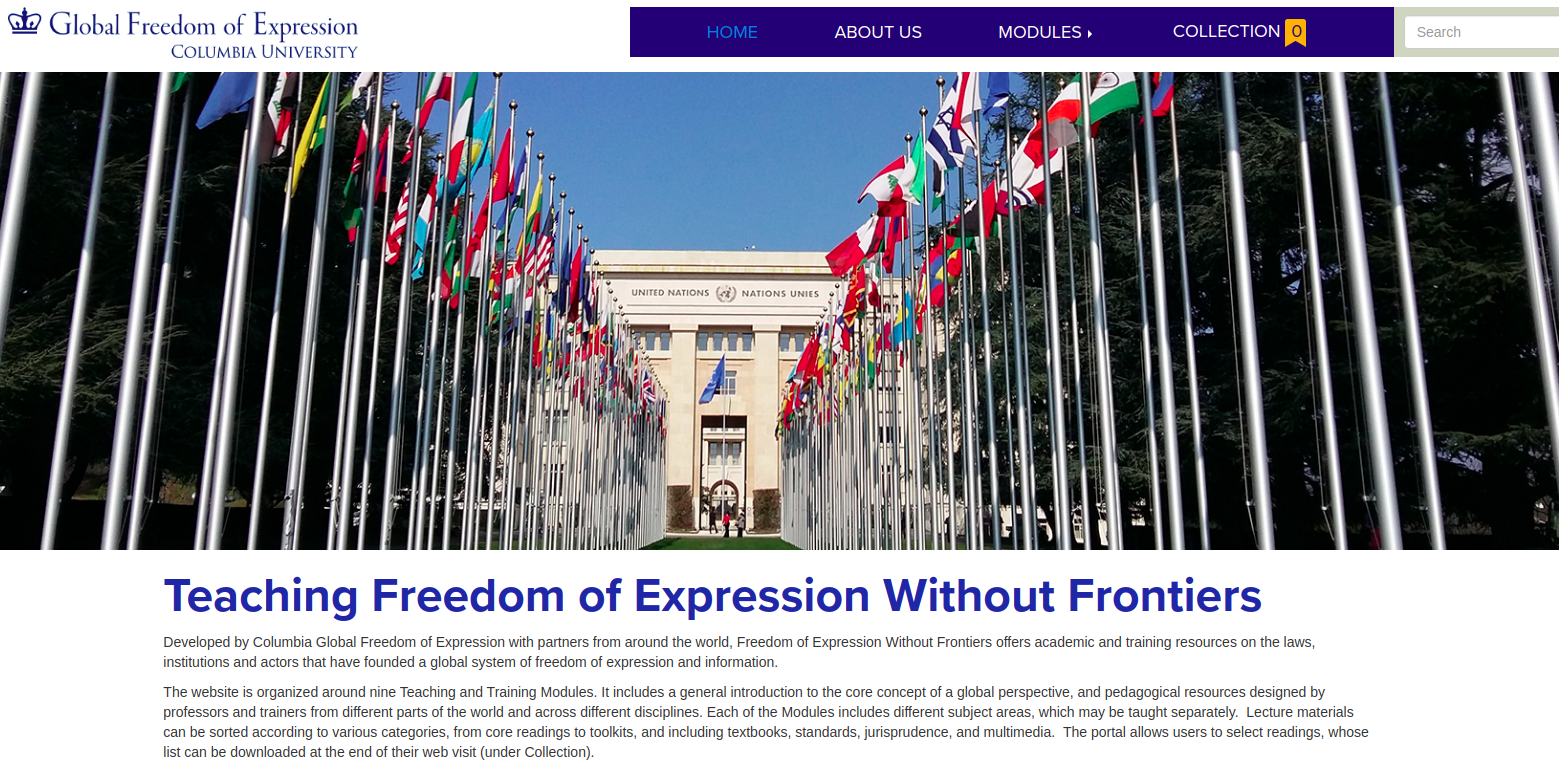 Global Freedom of Expression
COLUMBIA UNIVERSITY
HOME
ABOUT US
MODULES
COLLECTION 0
Search
UNITED NATIONS NATIONS UNIES
Teaching Freedom of Expression Without Frontiers
Developed by Columbia Global Freedom of Expression with partners from around the world, Freedom of Expression Without Frontiers offers academic and training resources on the laws,
institutions and actors that have founded a global system of freedom of expression and information.
The website is organized around nine Teaching and Training Modules. It includes a general introduction to the core concept of a global perspective, and pedagogical resources designed by
professors and trainers from different parts of the world and across different disciplines. Each of the Modules includes different subject areas, which may be taught separately.  Lecture materials
can be sorted according to various categories, from core readings to toolkits, and including textbooks, standards, jurisprudence, and multimedia.  The portal allows users to select readings, whose
list can be downloaded at the end of their web visit (under Collection).